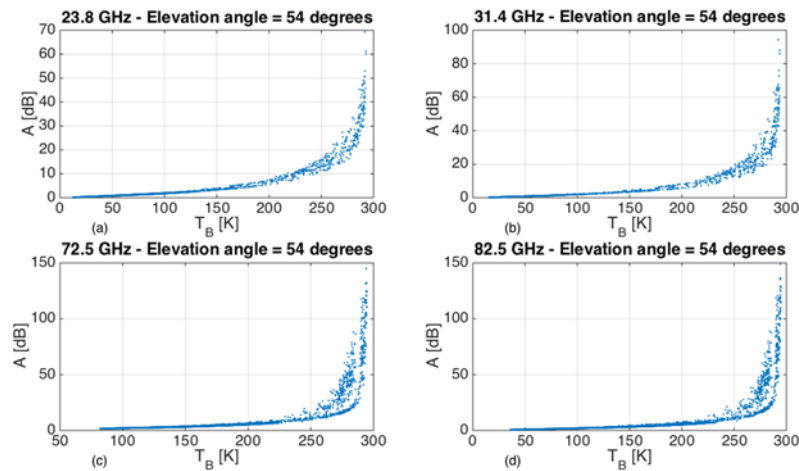 23.8 GHz - Elevation angle = 54 degrees
70
60
50
40
30
20
10
0
A [dB]
0 50 100 150 200 250 300
(a) T_B [K]
31.4 GHz - Elevation angle = 54 degrees
100
80
60
40
20
0
A [dB]
0 50 100 150 200 250 300
(b) T_B [K]
72.5 GHz - Elevation angle = 54 degrees
150
100
50
0
A [dB]
50 100 150 200 250 300
(c) T_B [K]
82.5 GHz - Elevation angle = 54 degrees
150
100
50
0
A [dB]
0 50 100 150 200 250 300
(d) T_B [K]